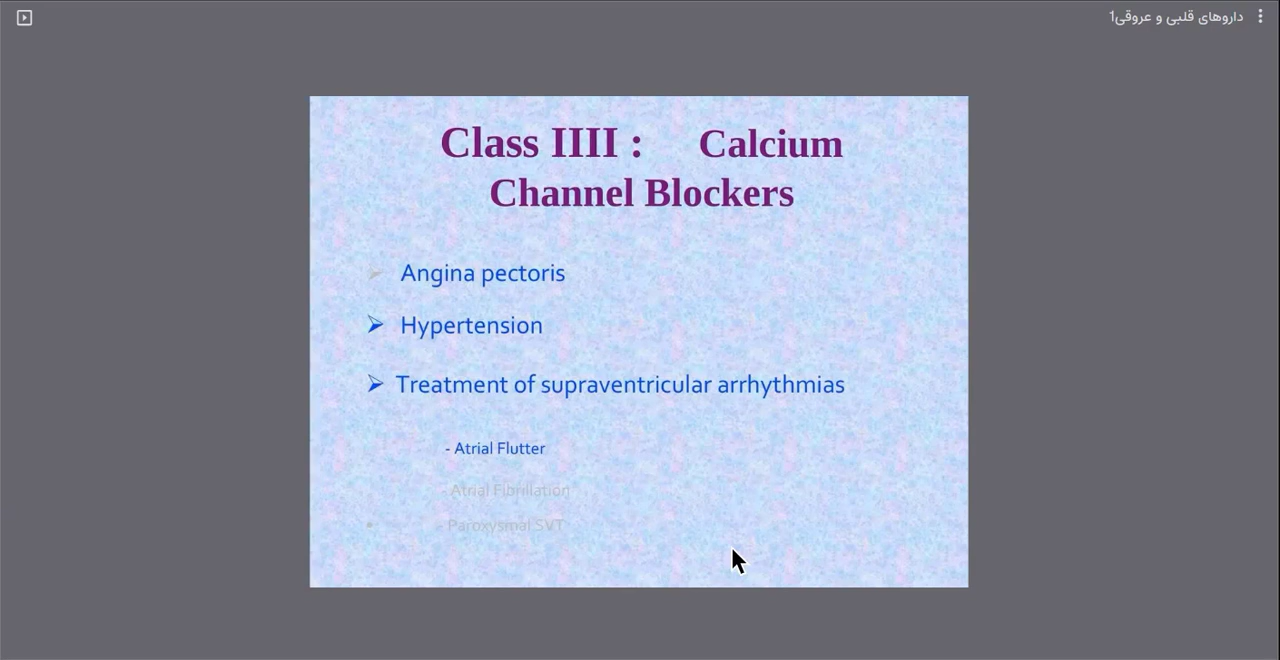 داروهای قلبی و عروقی1
Class IIII : Calcium
Channel Blockers
➢ Angina pectoris
➢ Hypertension
➢ Treatment of supraventricular arrhythmias
- Atrial Flutter
- Atrial Fibrillation
• - Paroxysmal SVT